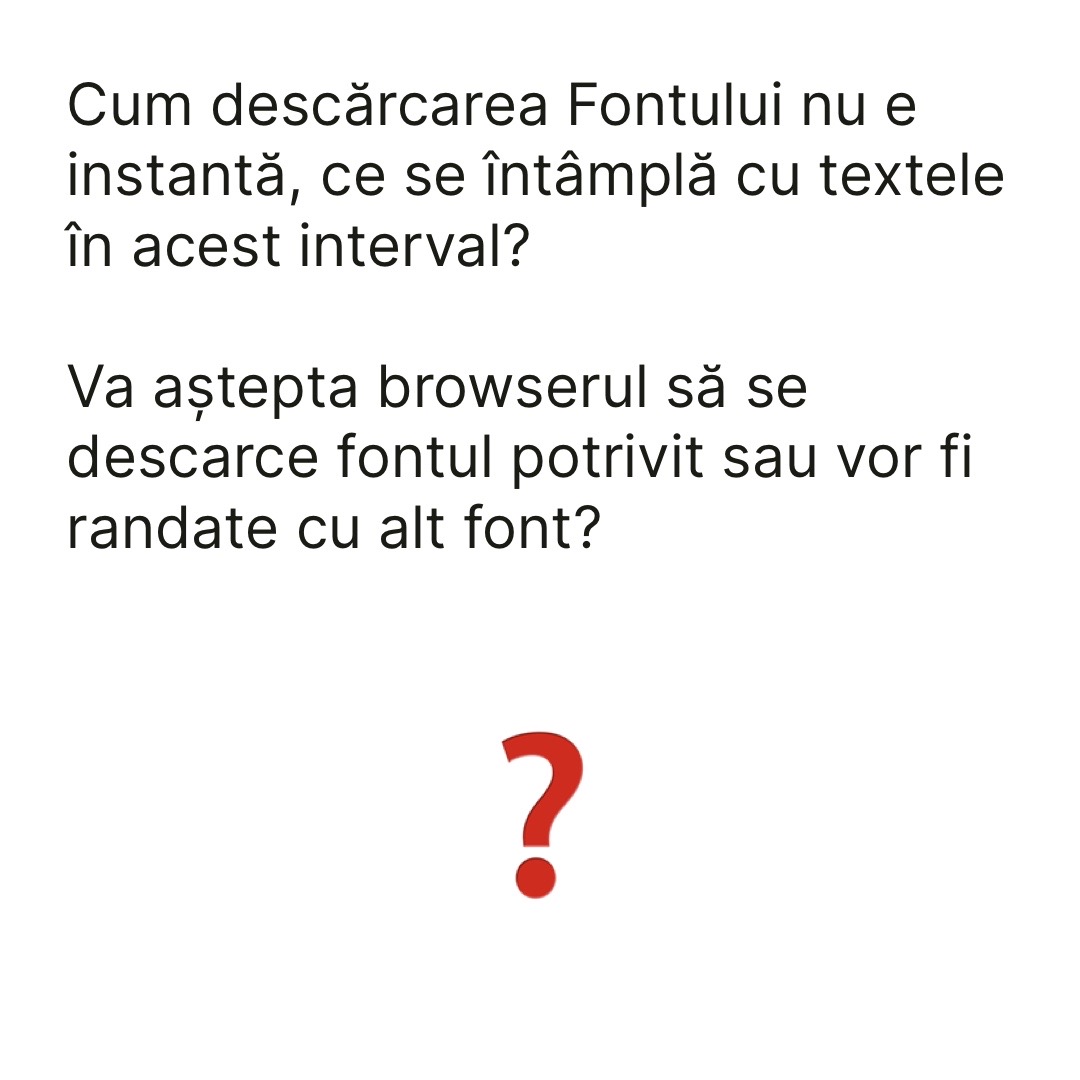 Cum descărcarea Fontului nu e
instantă, ce se întâmplă cu textele
în acest interval?
Va aștepta browserul să se
descarce fontul potrivit sau vor fi
randate cu alt font?
?